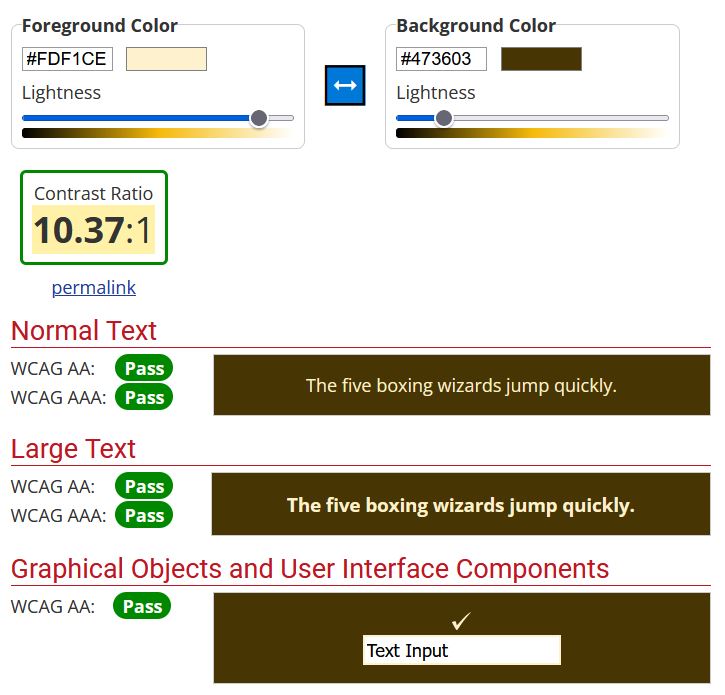 Foreground Color
#FDF1CE
Lightness
Background Color
#473603
Lightness
Contrast Ratio
10.37:1
permalink
Normal Text
WCAG AA: Pass
WCAG AAA: Pass
The five boxing wizards jump quickly.
Large Text
WCAG AA: Pass
WCAG AAA: Pass
The five boxing wizards jump quickly.
Graphical Objects and User Interface Components
WCAG AA: Pass
Text Input